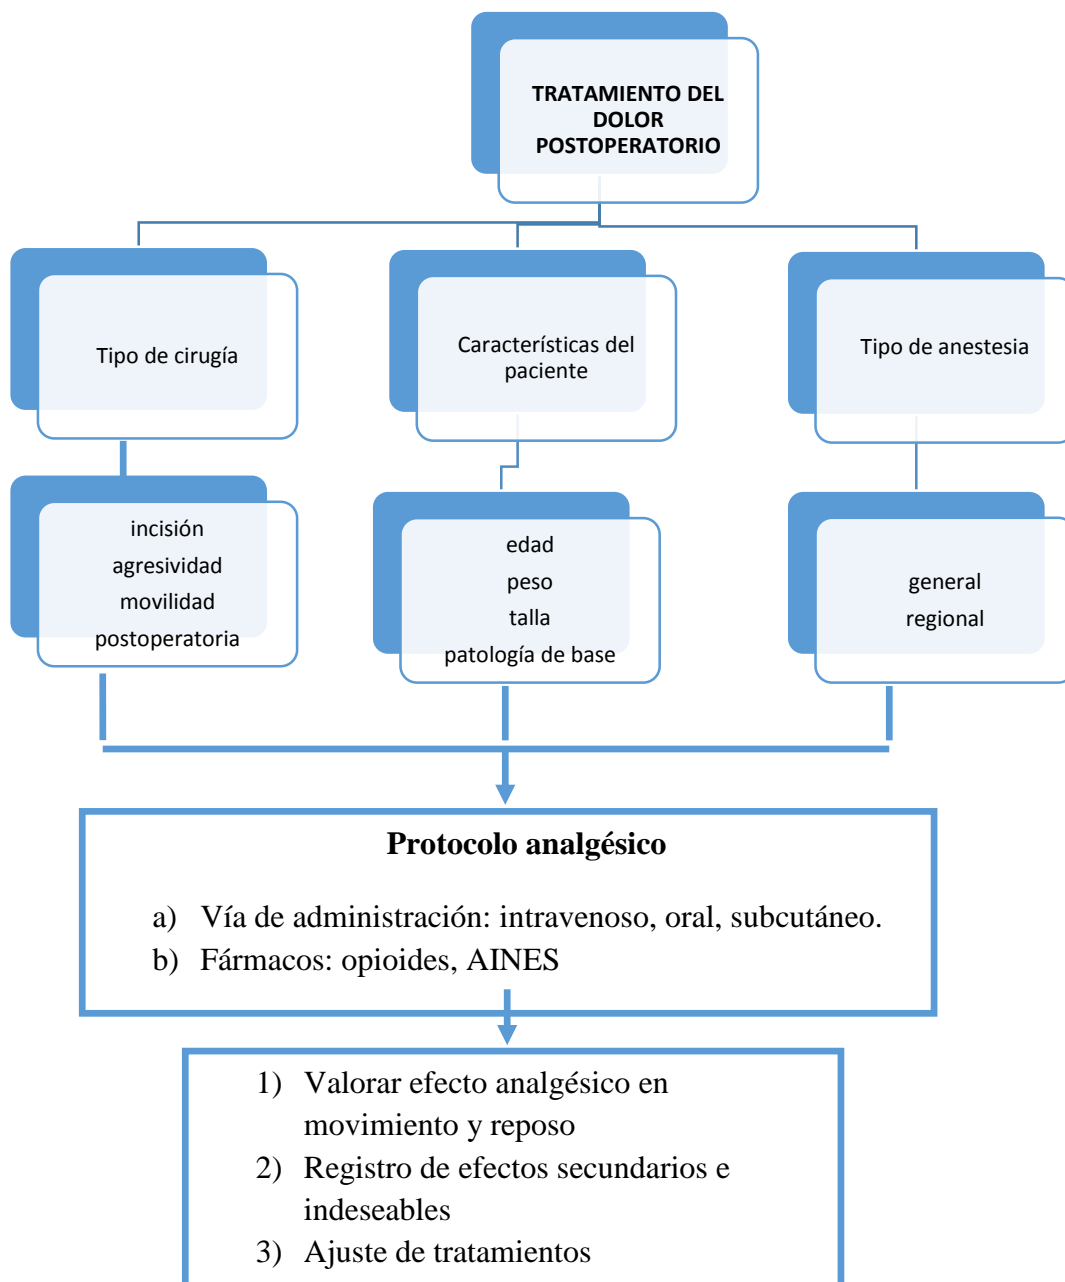 TRATAMIENTO DEL
DOLOR
POSTOPERATORIO
Tipo de cirugía
Características del
paciente
Tipo de anestesia
incisión
agresividad
movilidad
postoperatoria
edad
peso
talla
patología de base
general
regional
Protocolo analgésico
a) Vía de administración: intravenoso, oral, subcutáneo.
b) Fármacos: opioides, AINES
1) Valorar efecto analgésico en
movimiento y reposo
2) Registro de efectos secundarios e
indeseables
3) Ajuste de tratamientos